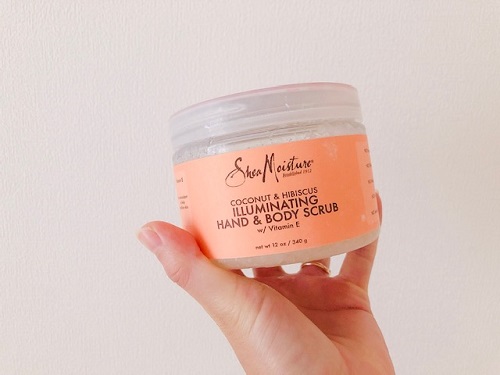 SheaMoisture
Established 1912
COCONUT & HIBISCUS
ILLUMINATING
HAND & BODY SCRUB
w/ Vitamin E
net wt 12 oz / 340 g